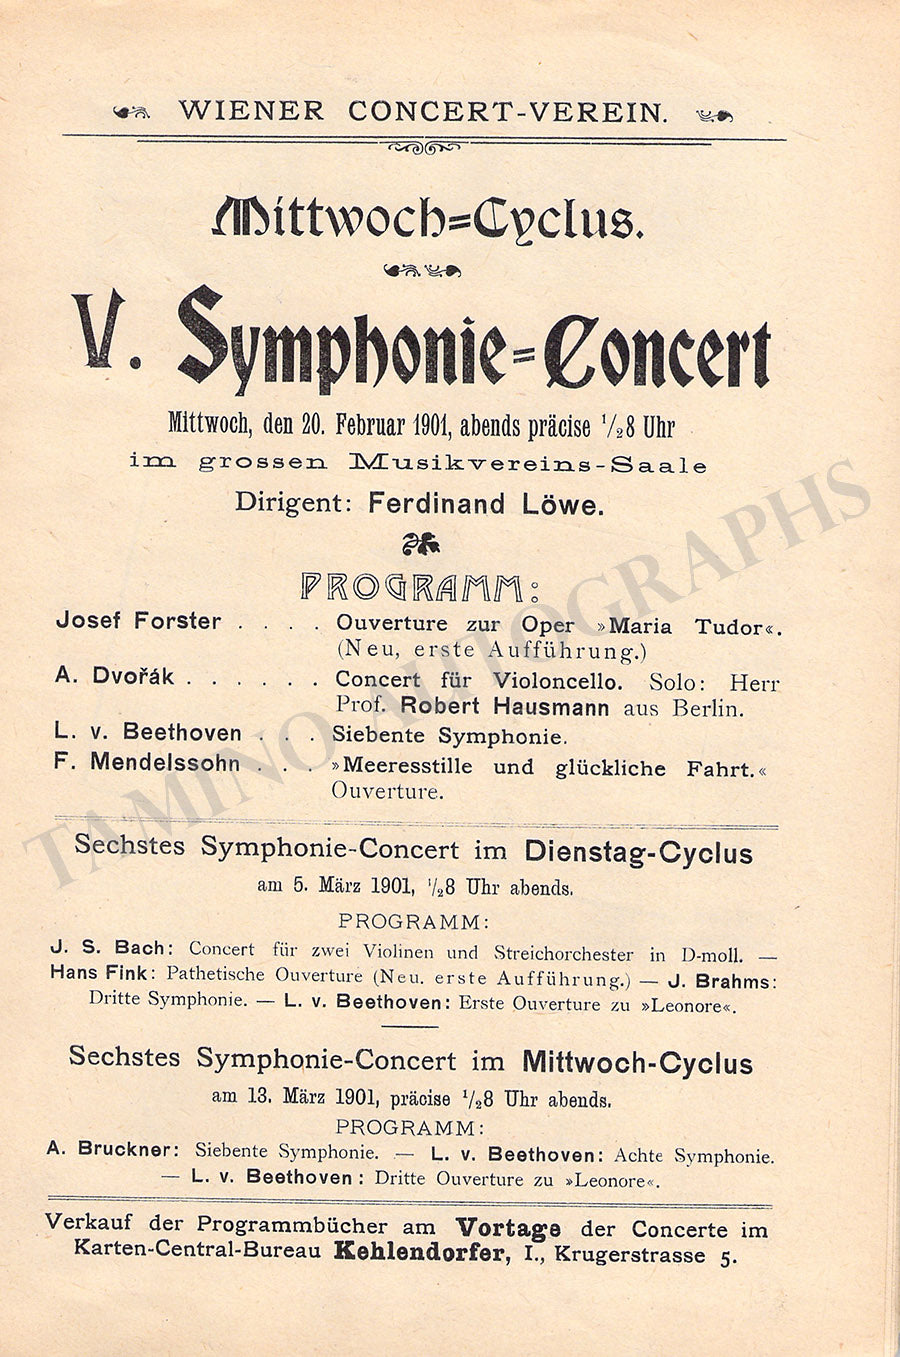 WIENER CONCERT-VEREIN.
Mittwoch=Cyclus.
V. Symphonie=Concert
Mittwoch, den 20. Februar 1901, abends präcise 1/28 Uhr
im grossen Musikvereins-Saale
Dirigent: Ferdinand Löwe.
PROGRAMM:
Josef Forster . . . . Ouverture zur Oper »Maria Tudor«.
(Neu, erste Aufführung.)
A. Dvořák . . . . . . Concert für Violoncello. Solo: Herr
Prof. Robert Hausmann aus Berlin.
L. v. Beethoven . . . Siebente Symphonie.
F. Mendelssohn . . . »Meeresstille und glückliche Fahrt.«
Ouverture.
Sechstes Symphonie-Concert im Dienstag-Cyclus
am 5. März 1901, 1/28 Uhr abends.
PROGRAMM:
J. S. Bach: Concert für zwei Violinen und Streichorchester in D-moll. —
Hans Fink: Pathetische Ouverture (Neu. erste Aufführung.) — J. Brahms:
Dritte Symphonie. — L. v. Beethoven: Erste Ouverture zu »Leonore«.
Sechstes Symphonie-Concert im Mittwoch-Cyclus
am 13. März 1901, präcise 1/28 Uhr abends.
PROGRAMM:
A. Bruckner: Siebente Symphonie. — L. v. Beethoven: Achte Symphonie.
— L. v. Beethoven: Dritte Ouverture zu »Leonore«.
Verkauf der Programmbücher am Vortage der Concerte im
Karten-Central-Bureau Kehlendorfer, I., Krugerstrasse 5.
TAMINO AUTOGRAPHS